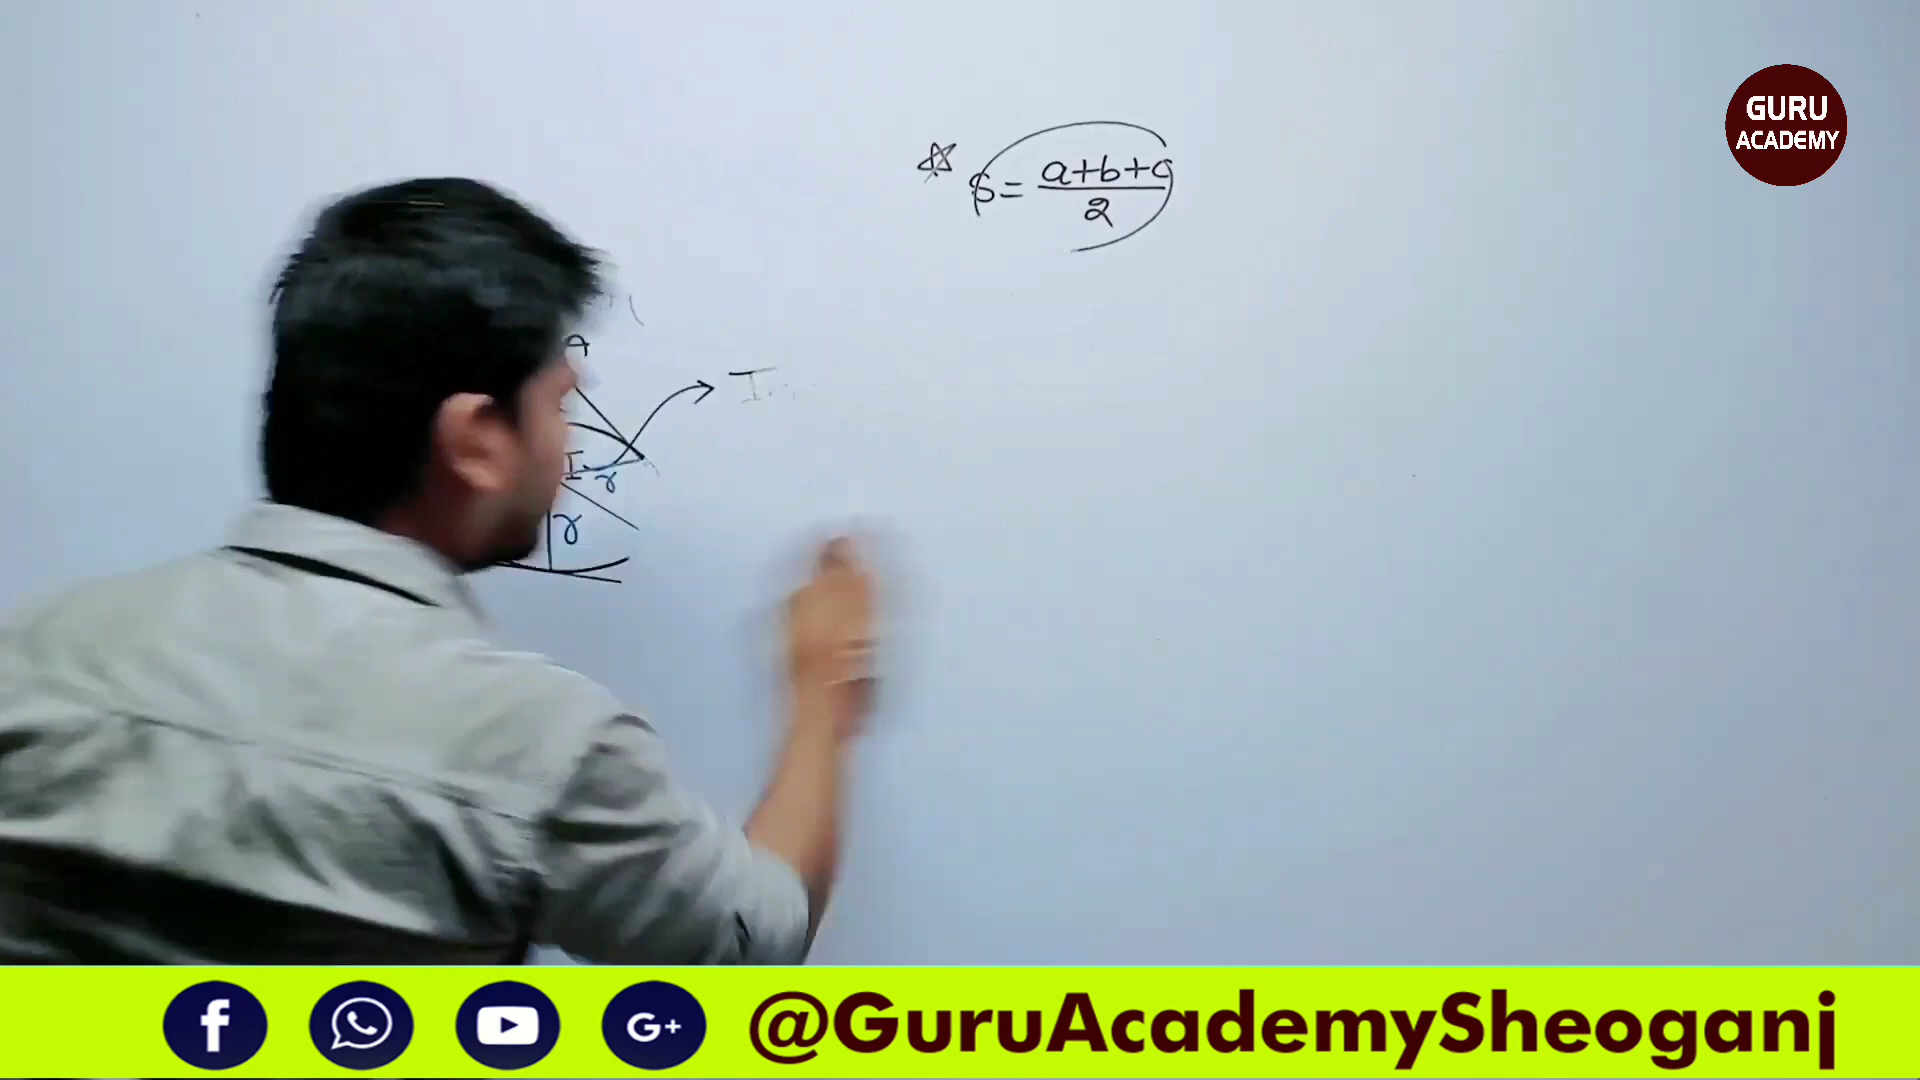 GURU
ACADEMY
S = a+b+c / 2
A
I
I
r
r
@GuruAcademySheoganj
f
G+